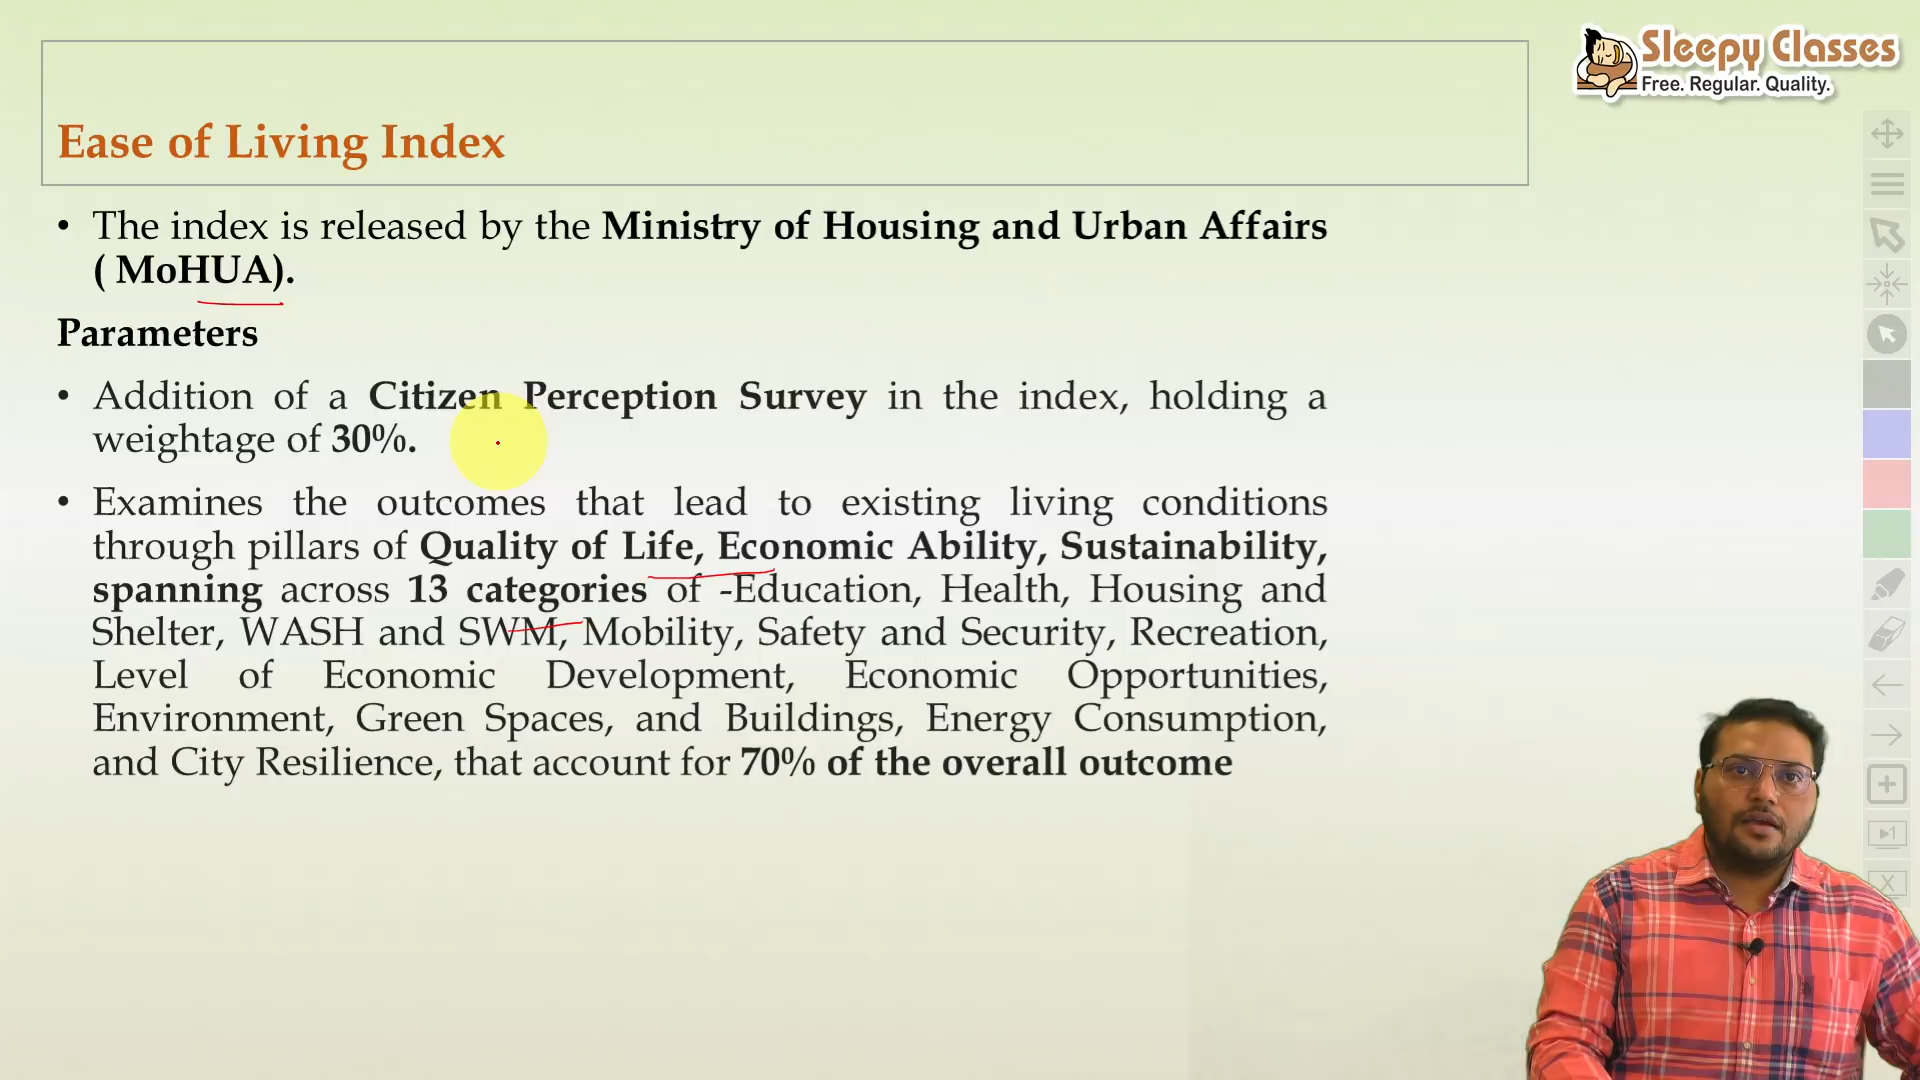 Sleepy Classes
Free. Regular. Quality.
Ease of Living Index
• The index is released by the Ministry of Housing and Urban Affairs
( MoHUA).
Parameters
• Addition of a Citizen Perception Survey in the index, holding a
weightage of 30%.
• Examines the outcomes that lead to existing living conditions
through pillars of Quality of Life, Economic Ability, Sustainability,
spanning across 13 categories of -Education, Health, Housing and
Shelter, WASH and SWM, Mobility, Safety and Security, Recreation,
Level of Economic Development, Economic Opportunities,
Environment, Green Spaces, and Buildings, Energy Consumption,
and City Resilience, that account for 70% of the overall outcome
1
X